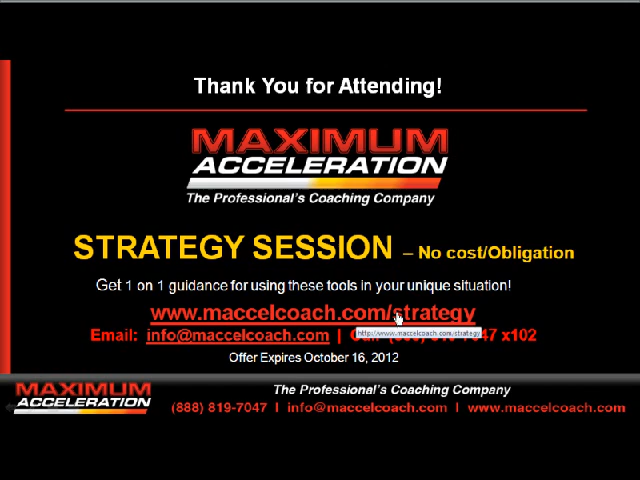 Thank You for Attending!
MAXIMUM
ACCELERATION
The Professional's Coaching Company
STRATEGY SESSION – No cost/Obligation
Get 1 on 1 guidance for using these tools in your unique situation!
www.maccelcoach.com/strategy
Email: info@maccelcoach.com | 47 x102
http://www.maccelcoach.com/strategy
Offer Expires October 16, 2012
MAXIMUM
ACCELERATION
The Professional's Coaching Company
(888) 819-7047 | info@maccelcoach.com | www.maccelcoach.com